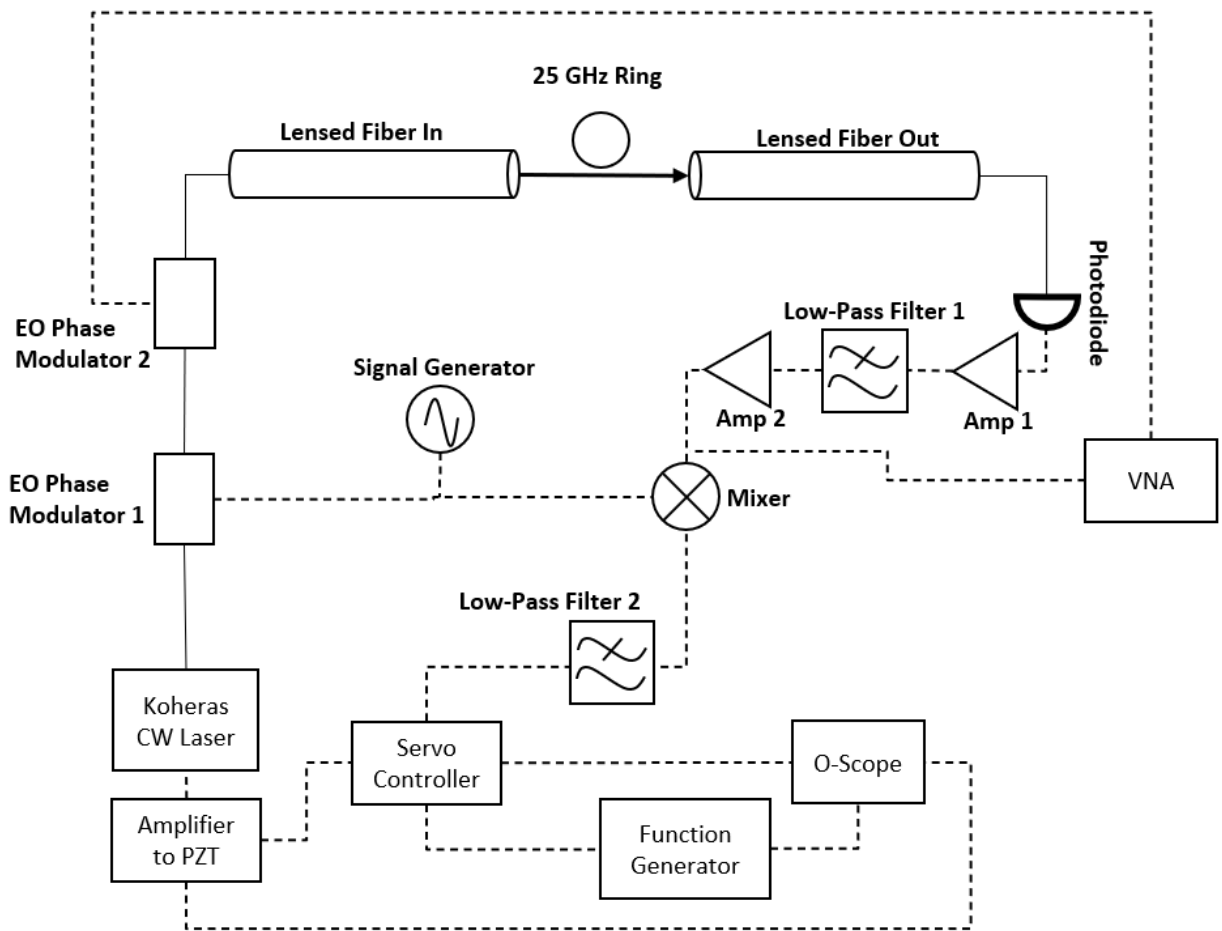 25 GHz Ring
Lensed Fiber In
Lensed Fiber Out
Photodiode
EO Phase
Modulator 2
Low-Pass Filter 1
Signal Generator
Amp 2
Amp 1
EO Phase
Modulator 1
Mixer
VNA
Low-Pass Filter 2
Koheras
CW Laser
Servo
Controller
O-Scope
Amplifier
to PZT
Function
Generator